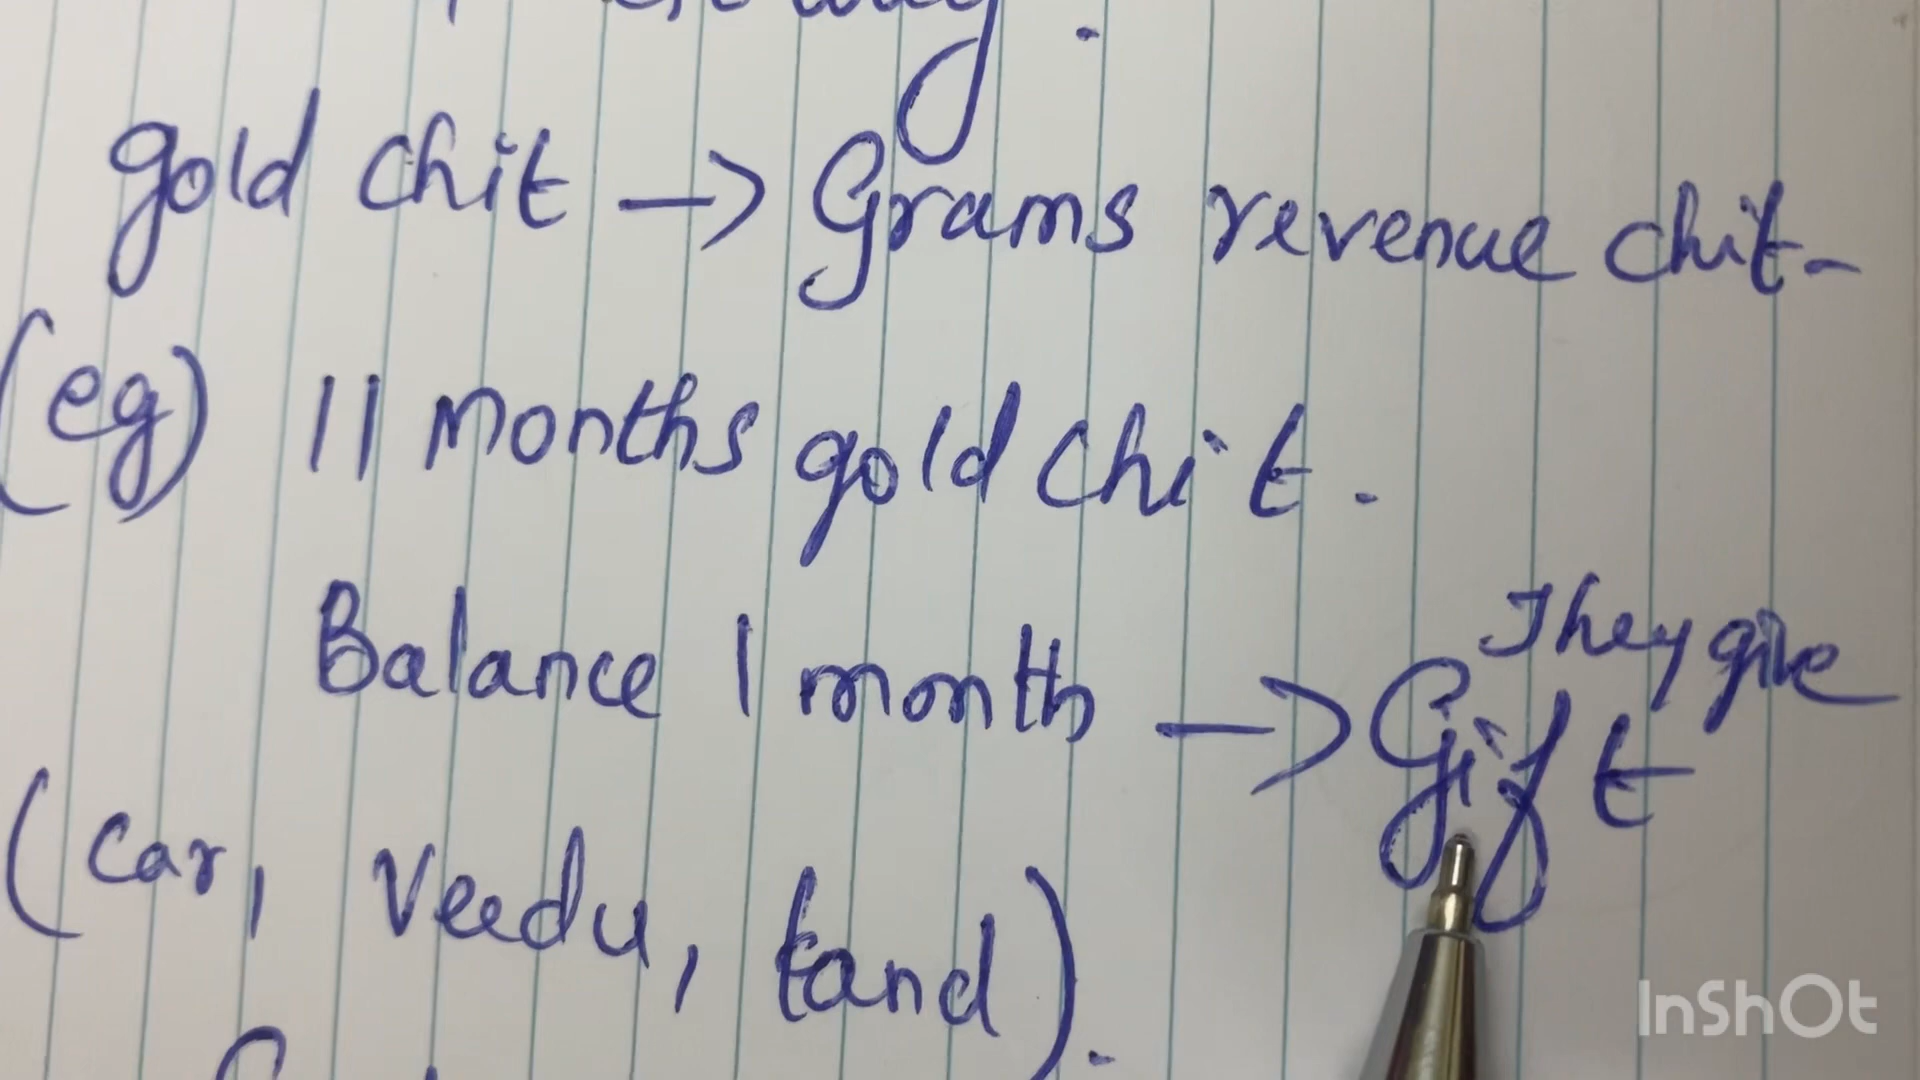 gold chit -> Grams revenue chit-
(eg) 11 months gold chit.
They give
Balance 1 month -> Gift
(Car, Veedu, Land).
InShOt